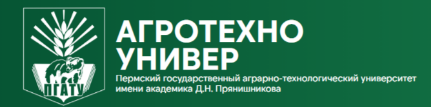 АГРОТЕХНО
УНИВЕР
Пермский государственный аграрно-технологический университет
имени академика Д.Н. Прянишникова
ПГАТУ